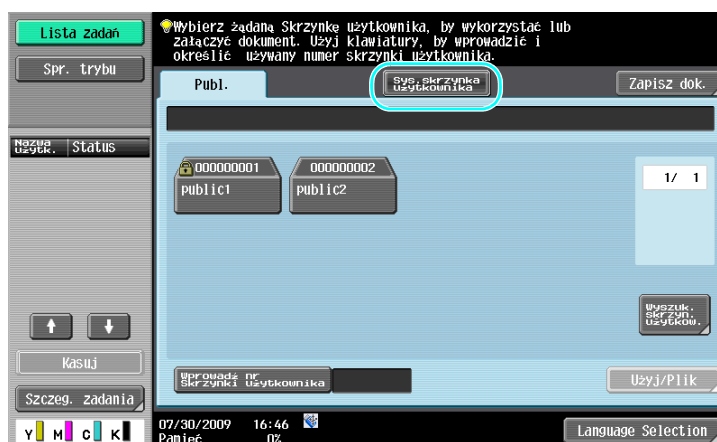 Lista zadań
Spr. trybu
Nazwa użytk.
Status
Kasuj
Szczeg. zadania
Y M C K
Wybierz żądaną Skrzynkę użytkownika, by wykorzystać lub
załączyć dokument. Użyj klawiatury, by wprowadzić i
określić używany numer skrzynki użytkownika.
Publ.
Sys.skrzynka
użytkownika
Zapisz dok.
000000001
public1
000000002
public2
1/ 1
Wyszuk.
skrzyn.
użytkow.
Wprowadź nr
skrzynki użytkownika
Użyj/Plik
07/30/2009 16:46
Pamięć 0%
Language Selection